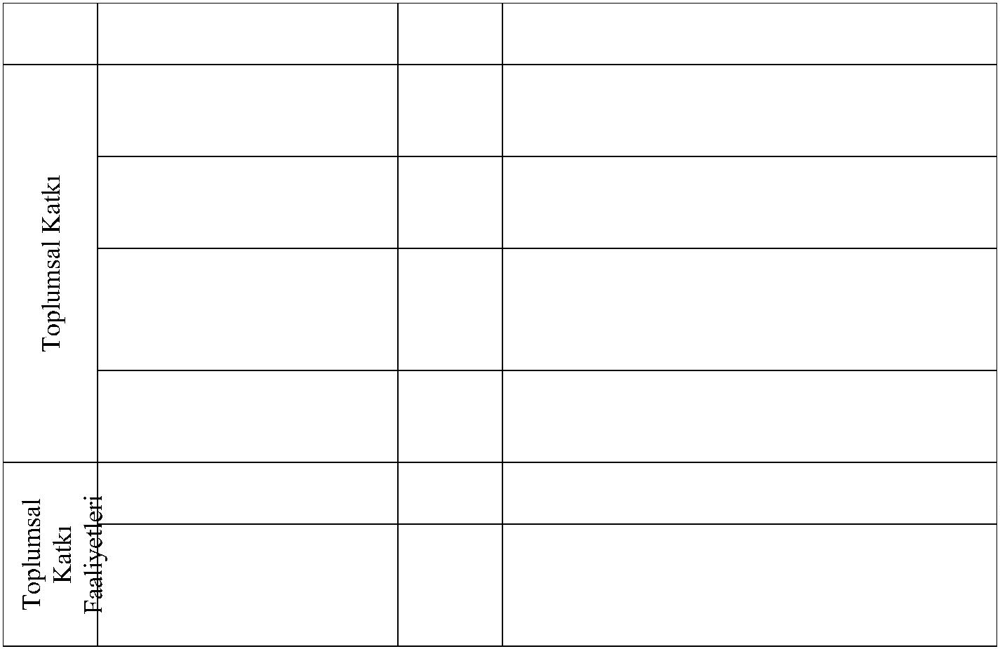 Toplumsal Katkı
Toplumsal
Katkı
Faaliyetleri